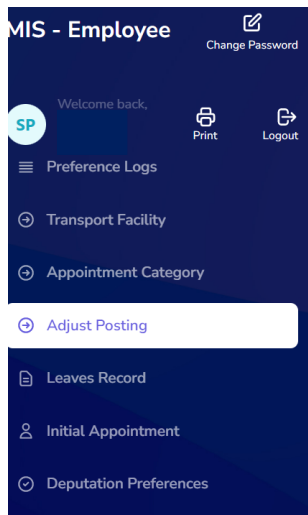 MIS - Employee
Change Password
Welcome back,
SP
Print
Logout
Preference Logs
Transport Facility
Appointment Category
Adjust Posting
Leaves Record
Initial Appointment
Deputation Preferences